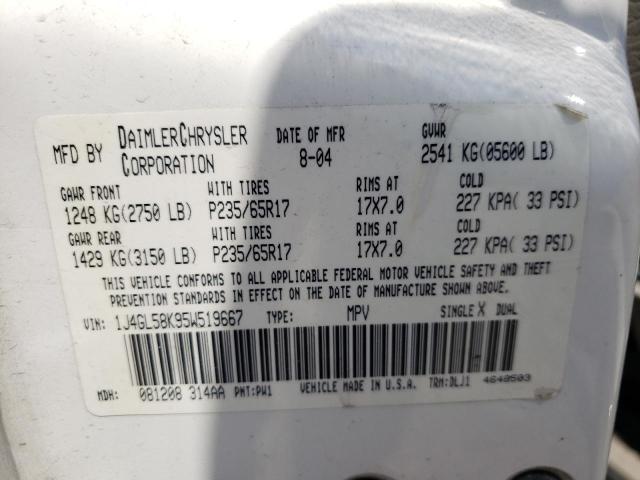 MFD BY DAIMLERCHRYSLER CORPORATION DATE OF MFR 8-04 GVWR 2541 KG(05600 LB)
GAWR FRONT WITH TIRES RIMS AT COLD
1248 KG(2750 LB) P235/65R17 17X7.0 227 KPA( 33 PSI)
GAWR REAR WITH TIRES RIMS AT COLD
1429 KG(3150 LB) P235/65R17 17X7.0 227 KPA( 33 PSI)
THIS VEHICLE CONFORMS TO ALL APPLICABLE FEDERAL MOTOR VEHICLE SAFETY AND THEFT
PREVENTION STANDARDS IN EFFECT ON THE DATE OF MANUFACTURE SHOWN ABOVE.
VIN: 1J4GL58K95W519667 TYPE: MPV SINGLE X DUAL
MDH: 081208 314AA PNT:PW1 VEHICLE MADE IN U.S.A. TRM:DLJ1 4648503